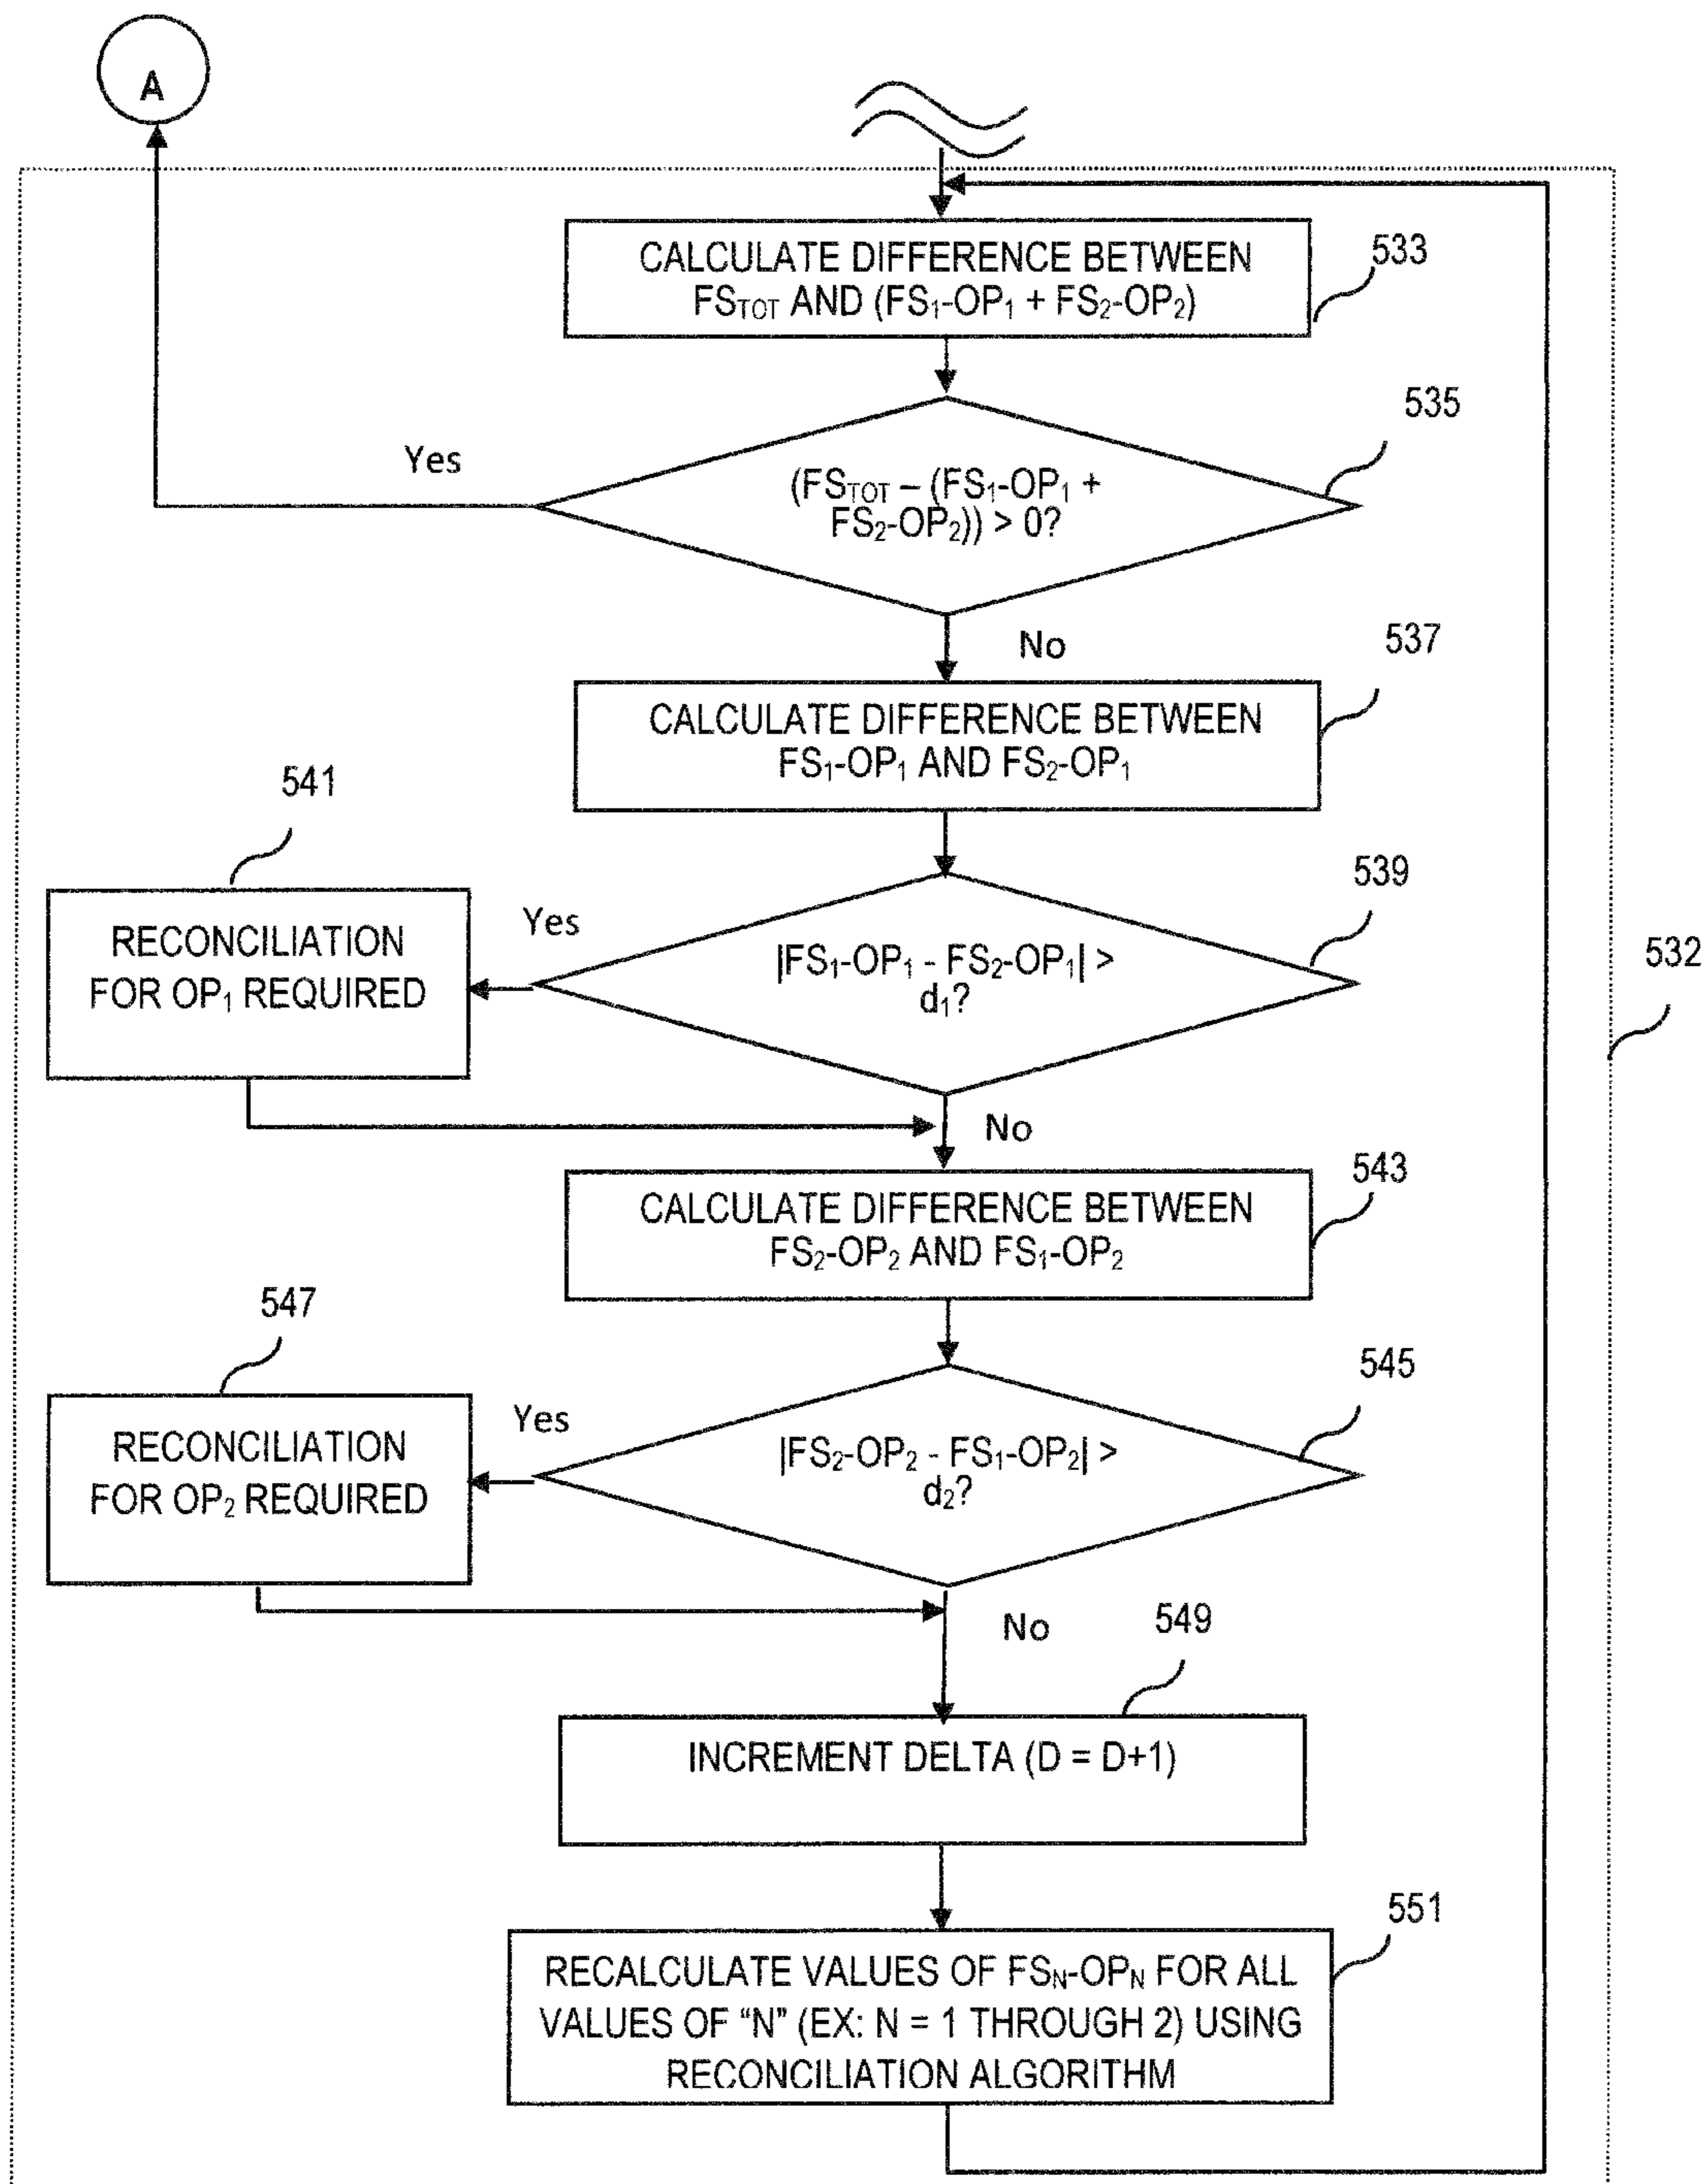 A
CALCULATE DIFFERENCE BETWEEN
FS_TOT AND (FS₁-OP₁ + FS₂-OP₂)
533
535
Yes
(FS_TOT – (FS₁-OP₁ +
FS₂-OP₂)) > 0?
No
537
CALCULATE DIFFERENCE BETWEEN
FS₁-OP₁ AND FS₂-OP₁
541
539
RECONCILIATION
FOR OP₁ REQUIRED
Yes
|FS₁-OP₁ - FS₂-OP₁| >
d₁?
532
No
543
CALCULATE DIFFERENCE BETWEEN
FS₂-OP₂ AND FS₁-OP₂
547
545
RECONCILIATION
FOR OP₂ REQUIRED
Yes
|FS₂-OP₂ - FS₁-OP₂| >
d₂?
No
549
INCREMENT DELTA (D = D+1)
551
RECALCULATE VALUES OF FS_N-OP_N FOR ALL
VALUES OF “N” (EX: N = 1 THROUGH 2) USING
RECONCILIATION ALGORITHM